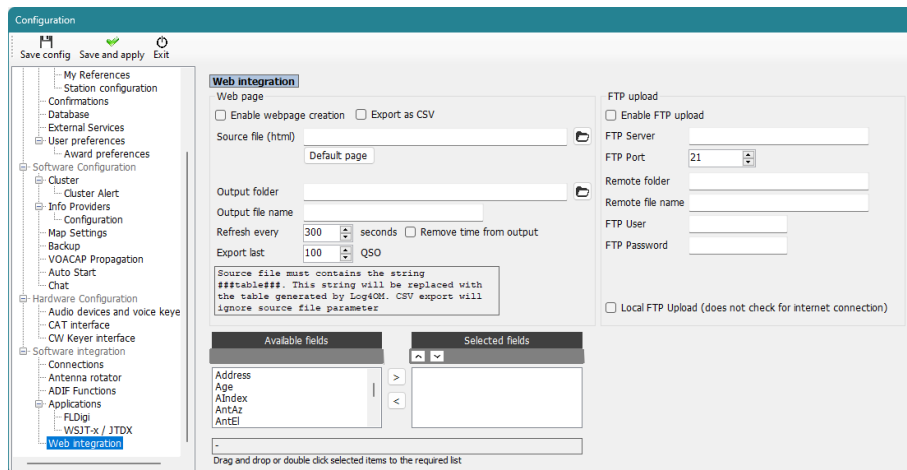 Configuration
Save config Save and apply Exit
My References
Station configuration
Confirmations
Database
External Services
User preferences
Award preferences
Software Configuration
Cluster
Cluster Alert
Info Providers
Configuration
Map Settings
Backup
VOACAP Propagation
Auto Start
Chat
Hardware Configuration
Audio devices and voice keye
CAT interface
CW Keyer interface
Software integration
Connections
Antenna rotator
ADIF Functions
Applications
FLDigi
WSJT-x / JTDX
Web integration
Web integration
Web page
Enable webpage creation Export as CSV
Source file (html)
Default page
Output folder
Output file name
Refresh every 300 seconds Remove time from output
Export last 100 QSO
Source file must contains the string
###table###. This string will be replaced with
the table generated by Log4OM. CSV export will
ignore source file parameter
FTP upload
Enable FTP upload
FTP Server
FTP Port 21
Remote folder
Remote file name
FTP User
FTP Password
Local FTP Upload (does not check for internet connection)
Available fields
Address
Age
AIndex
AntAz
AntEl
>
<
Selected fields
-
Drag and drop or double click selected items to the required list